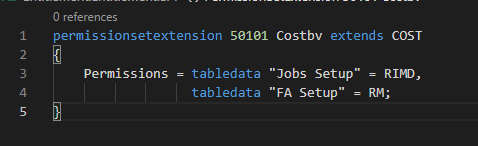 0 references
1 permissionsetextension 50101 Costbv extends COST
2 {
3 Permissions = tabledata "Jobs Setup" = RIMD,
4 tabledata "FA Setup" = RM;
5 }